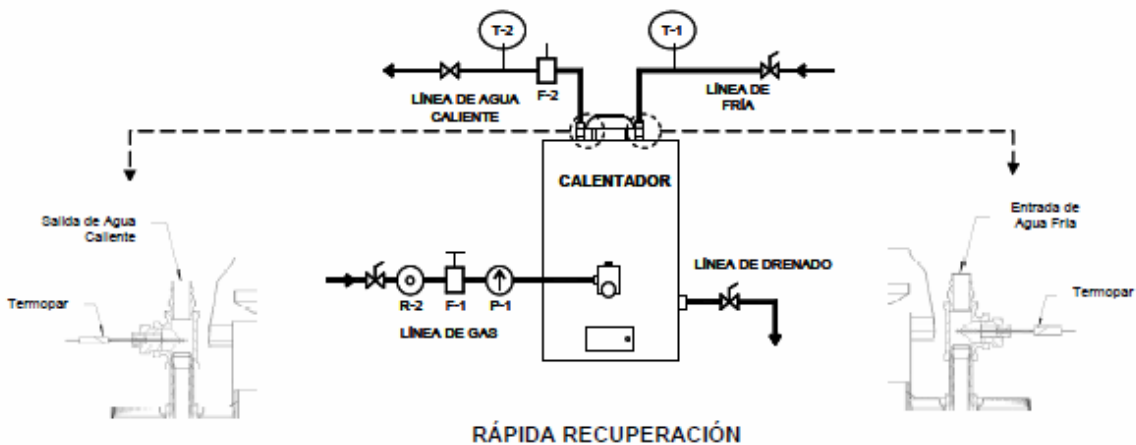 T-2
T-1
LÍNEA DE AGUA
CALIENTE
F-2
LÍNEA DE
FRÍA
CALENTADOR
Salida de Agua
Caliente
Entrada de
Agua Fría
Termopar
Termopar
R-2
F-1
P-1
LÍNEA DE GAS
LÍNEA DE DRENADO
RÁPIDA RECUPERACIÓN